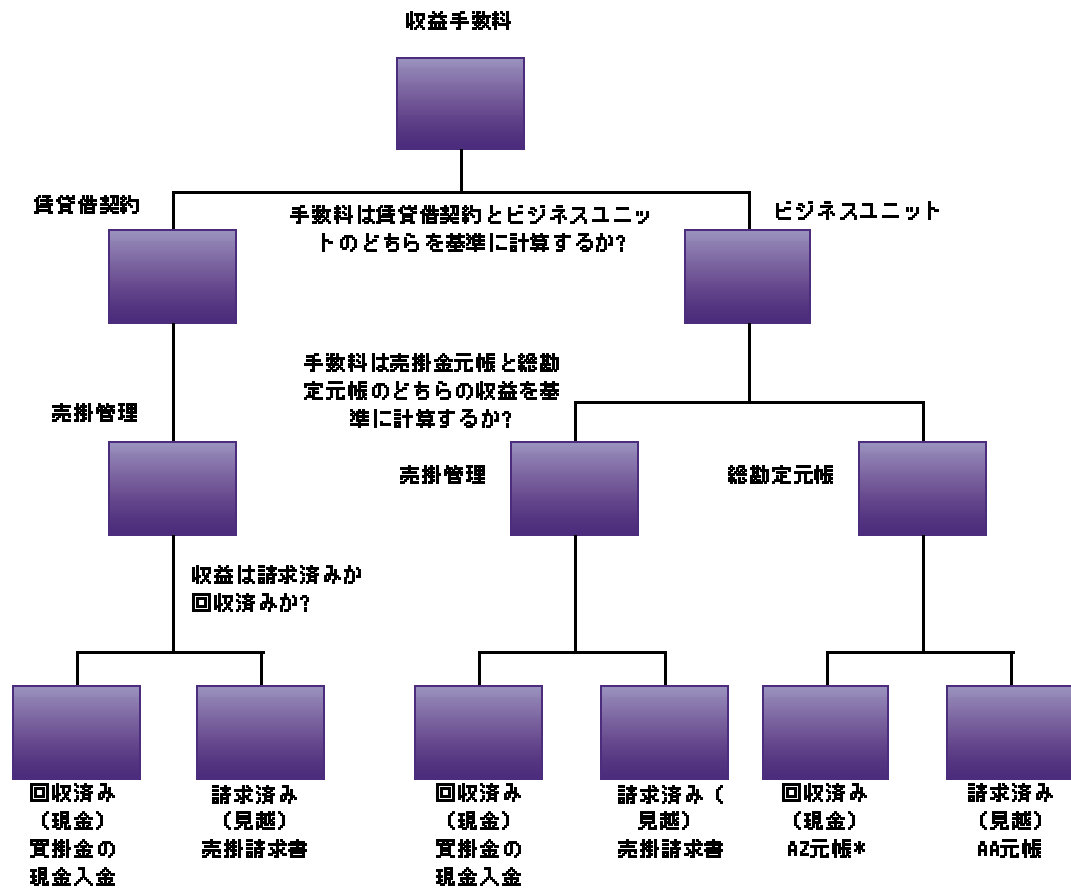 収益手数料
賃貸借契約
手数料は賃貸借契約とビジネスユニッ
トのどちらを基準に計算するか?
ビジネスユニット
手数料は売掛金元帳と総勘
定元帳のどちらの収益を基
準に計算するか?
売掛管理
売掛管理
総勘定元帳
収益は請求済みか
回収済みか?
回収済み
(現金)
買掛金の
現金入金
請求済み
(見越)
売掛請求書
回収済み
(現金)
買掛金の
現金入金
請求済み (
見越)
売掛請求書
回収済み
(現金)
AZ元帳*
請求済み
(見越)
AA元帳